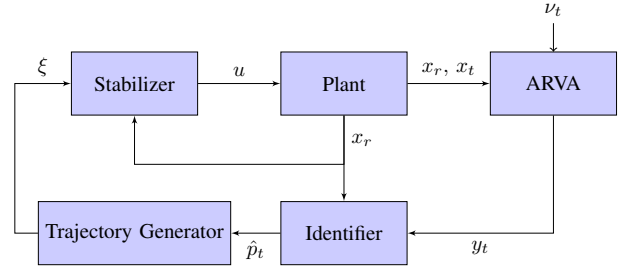 ν_t
ξ
Stabilizer
u
Plant
x_r, x_t
ARVA
x_r
Trajectory Generator
p̂_t
Identifier
y_t